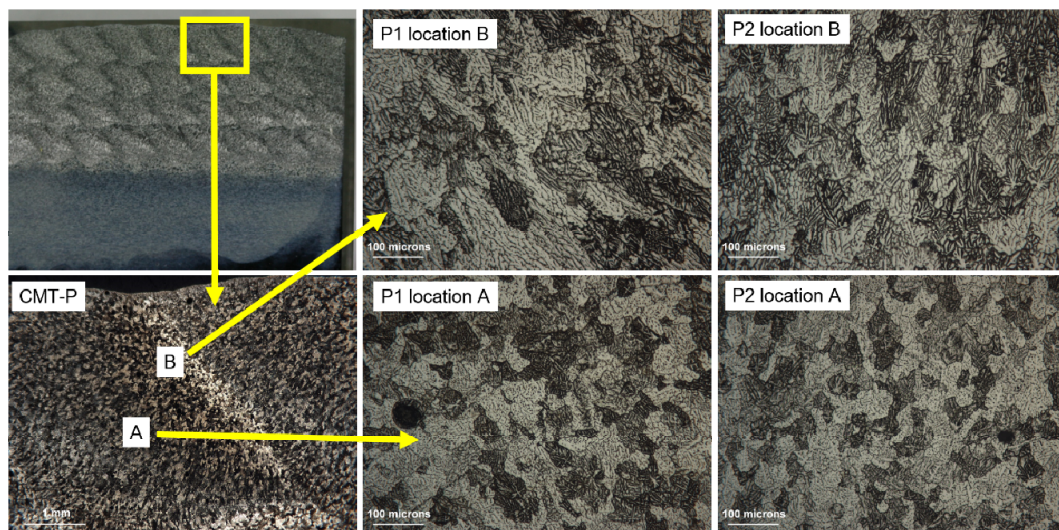 P1 location B
P2 location B
100 microns
100 microns
CMT-P
B
A
1 mm
P1 location A
P2 location A
100 microns
100 microns